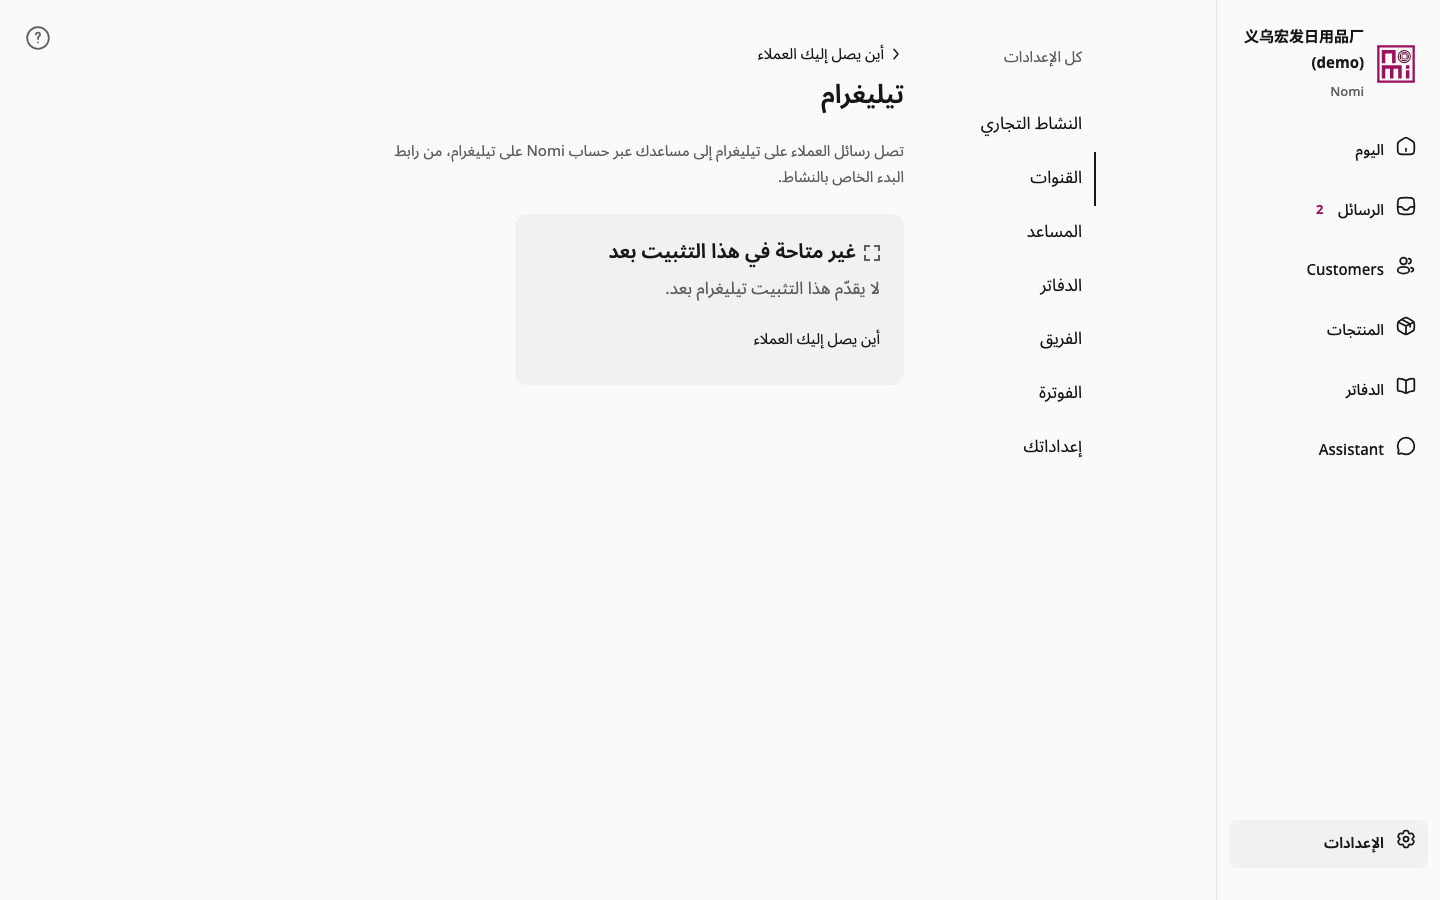 义乌宏发日用品厂
(demo)
Nomi
اليوم
الرسائل 2
Customers
المنتجات
الدفاتر
Assistant
الإعدادات
كل الإعدادات
النشاط التجاري
القنوات
المساعد
الدفاتر
الفريق
الفوترة
إعداداتك
أين يصل إليك العملاء
تيليغرام
تصل رسائل العملاء على تيليغرام إلى مساعدك عبر حساب Nomi على تيليغرام، من رابط
البدء الخاص بالنشاط.
غير متاحة في هذا التثبيت بعد
لا يقدّم هذا التثبيت تيليغرام بعد.
أين يصل إليك العملاء